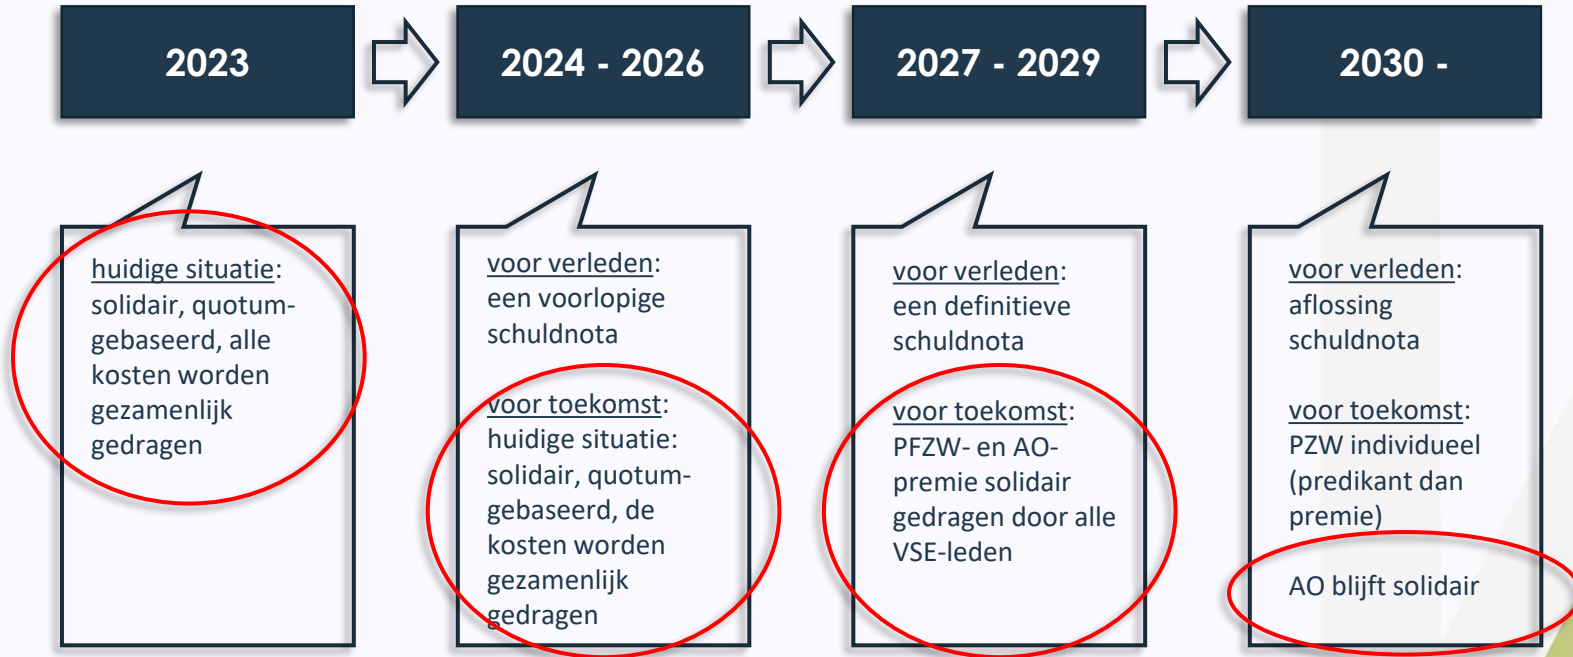 2023
2024 - 2026
2027 - 2029
2030 -
huidige situatie:
solidair, quotum-
gebaseerd, alle
kosten worden
gezamenlijk
gedragen
voor verleden:
een voorlopige
schuldnota
voor toekomst:
huidige situatie:
solidair, quotum-
gebaseerd, de
kosten worden
gezamenlijk
gedragen
voor verleden:
een definitieve
schuldnota
voor toekomst:
PFZW- en AO-
premie solidair
gedragen door alle
VSE-leden
voor verleden:
aflossing
schuldnota
voor toekomst:
PZW individueel
(predikant dan
premie)
AO blijft solidair